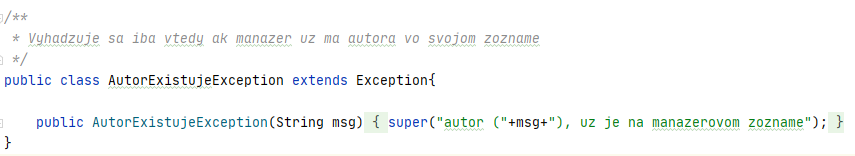 /**
 * Vyhadzuje sa iba vtedy ak manazer uz ma autora vo svojom zozname
 */
public class AutorExistujeException extends Exception{
    public AutorExistujeException(String msg) { super("autor ("+msg+"), uz je na manazerovom zozname"); }
}